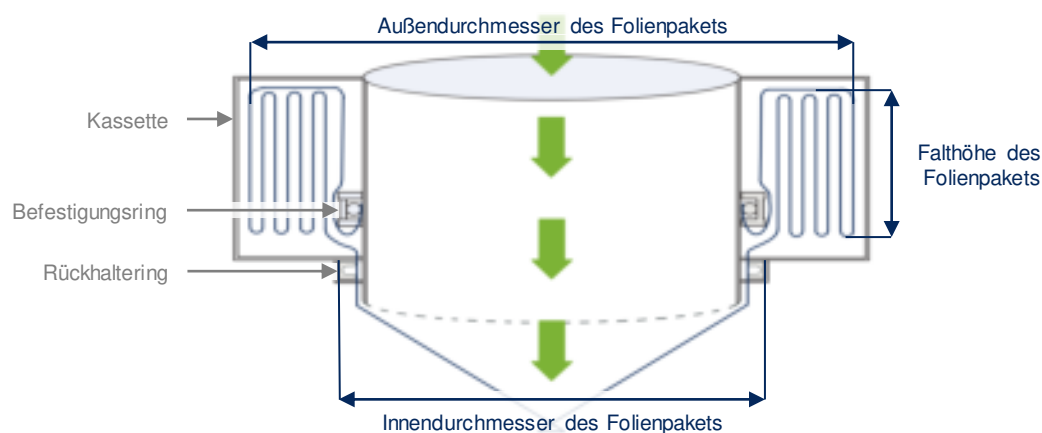 Außendurchmesser des Folienpakets
Kassette
Falthöhe des
Folienpakets
Befestigungsring
Rückhaltering
Innendurchmesser des Folienpakets